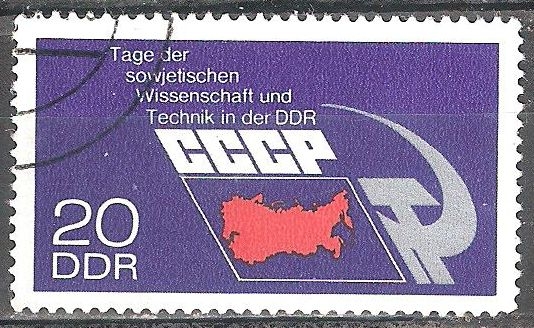 Tage der
sowjetischen
Wissenschaft und
Technik in der DDR
CCCP
20
DDR